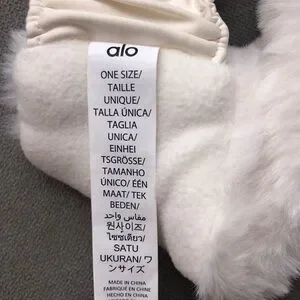 alo
ONE SIZE/
TAILLE
UNIQUE/
TALLA ÚNICA/
TAGLIA
UNICA/
EINHEI
TSGRÖSSE/
TAMANHO
ÚNICO/ ÉÉN
MAAT/ TEK
BEDEN/
مقاس واحد
/원사이즈/
ไซซ์เดียว/
SATU
UKURAN/ ワ
ンサイズ
MADE IN CHINA
FABRIQUÉ EN CHINE
HECHO EN CHINA